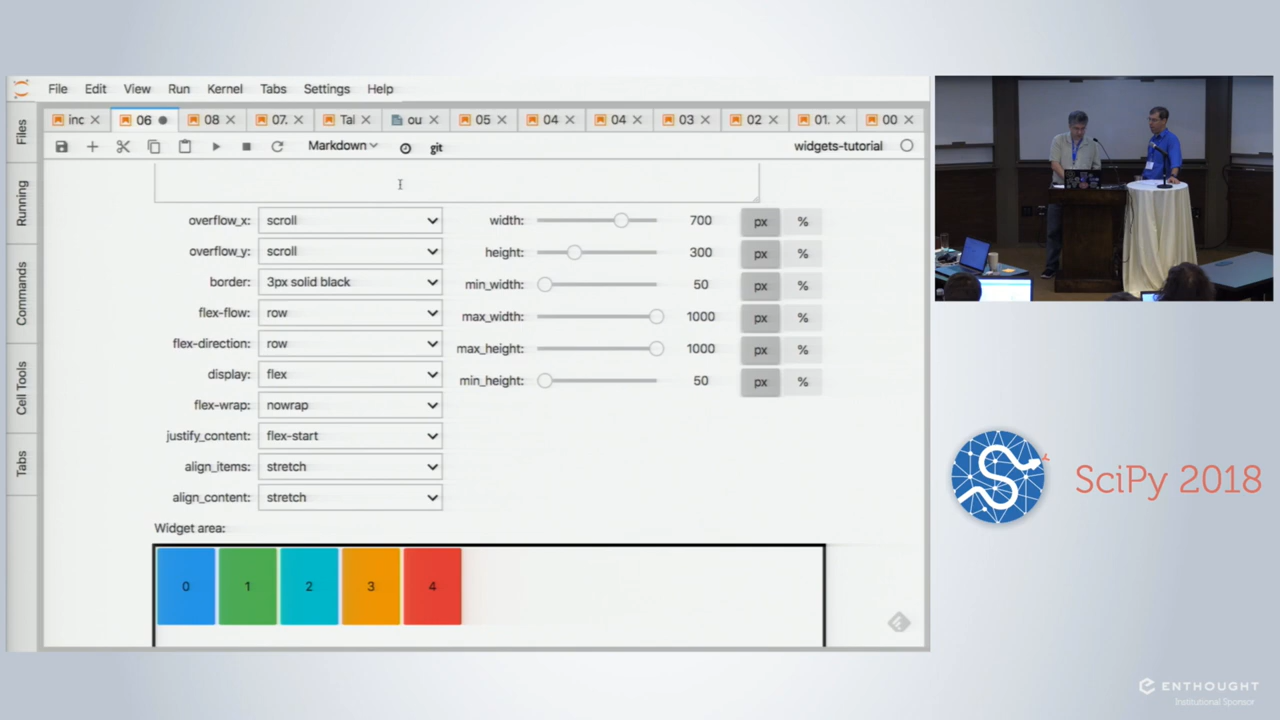 File Edit View Run Kernel Tabs Settings Help
inc 06 08 07. Tal ou 05 04 04 03 02 01. 00
Markdown git widgets-tutorial
Files
Running
Commands
Cell Tools
Tabs
overflow_x: scroll
overflow_y: scroll
border: 3px solid black
flex-flow: row
flex-direction: row
display: flex
flex-wrap: nowrap
justify_content: flex-start
align_items: stretch
align_content: stretch
width: 700 px %
height: 300 px %
min_width: 50 px %
max_width: 1000 px %
max_height: 1000 px %
min_height: 50 px %
Widget area:
0 1 2 3 4
SciPy 2018
ENTHOUGHT
Institutional Sponsor